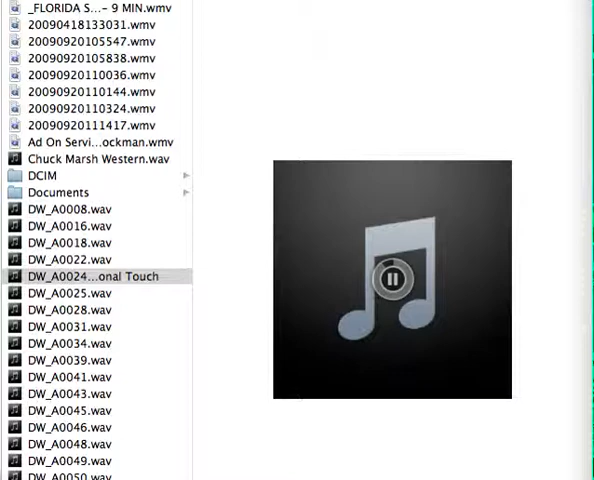 _FLORIDA S...- 9 MIN.wmv
20090418133031.wmv
20090920105547.wmv
20090920105838.wmv
20090920110036.wmv
20090920110144.wmv
20090920110324.wmv
20090920111417.wmv
Ad On Servi...ockman.wmv
Chuck Marsh Western.wav
DCIM
Documents
DW_A0008.wav
DW_A0016.wav
DW_A0018.wav
DW_A0022.wav
DW_A0024...onal Touch
DW_A0025.wav
DW_A0028.wav
DW_A0031.wav
DW_A0034.wav
DW_A0039.wav
DW_A0041.wav
DW_A0043.wav
DW_A0045.wav
DW_A0046.wav
DW_A0048.wav
DW_A0049.wav
DW_A0050.wav